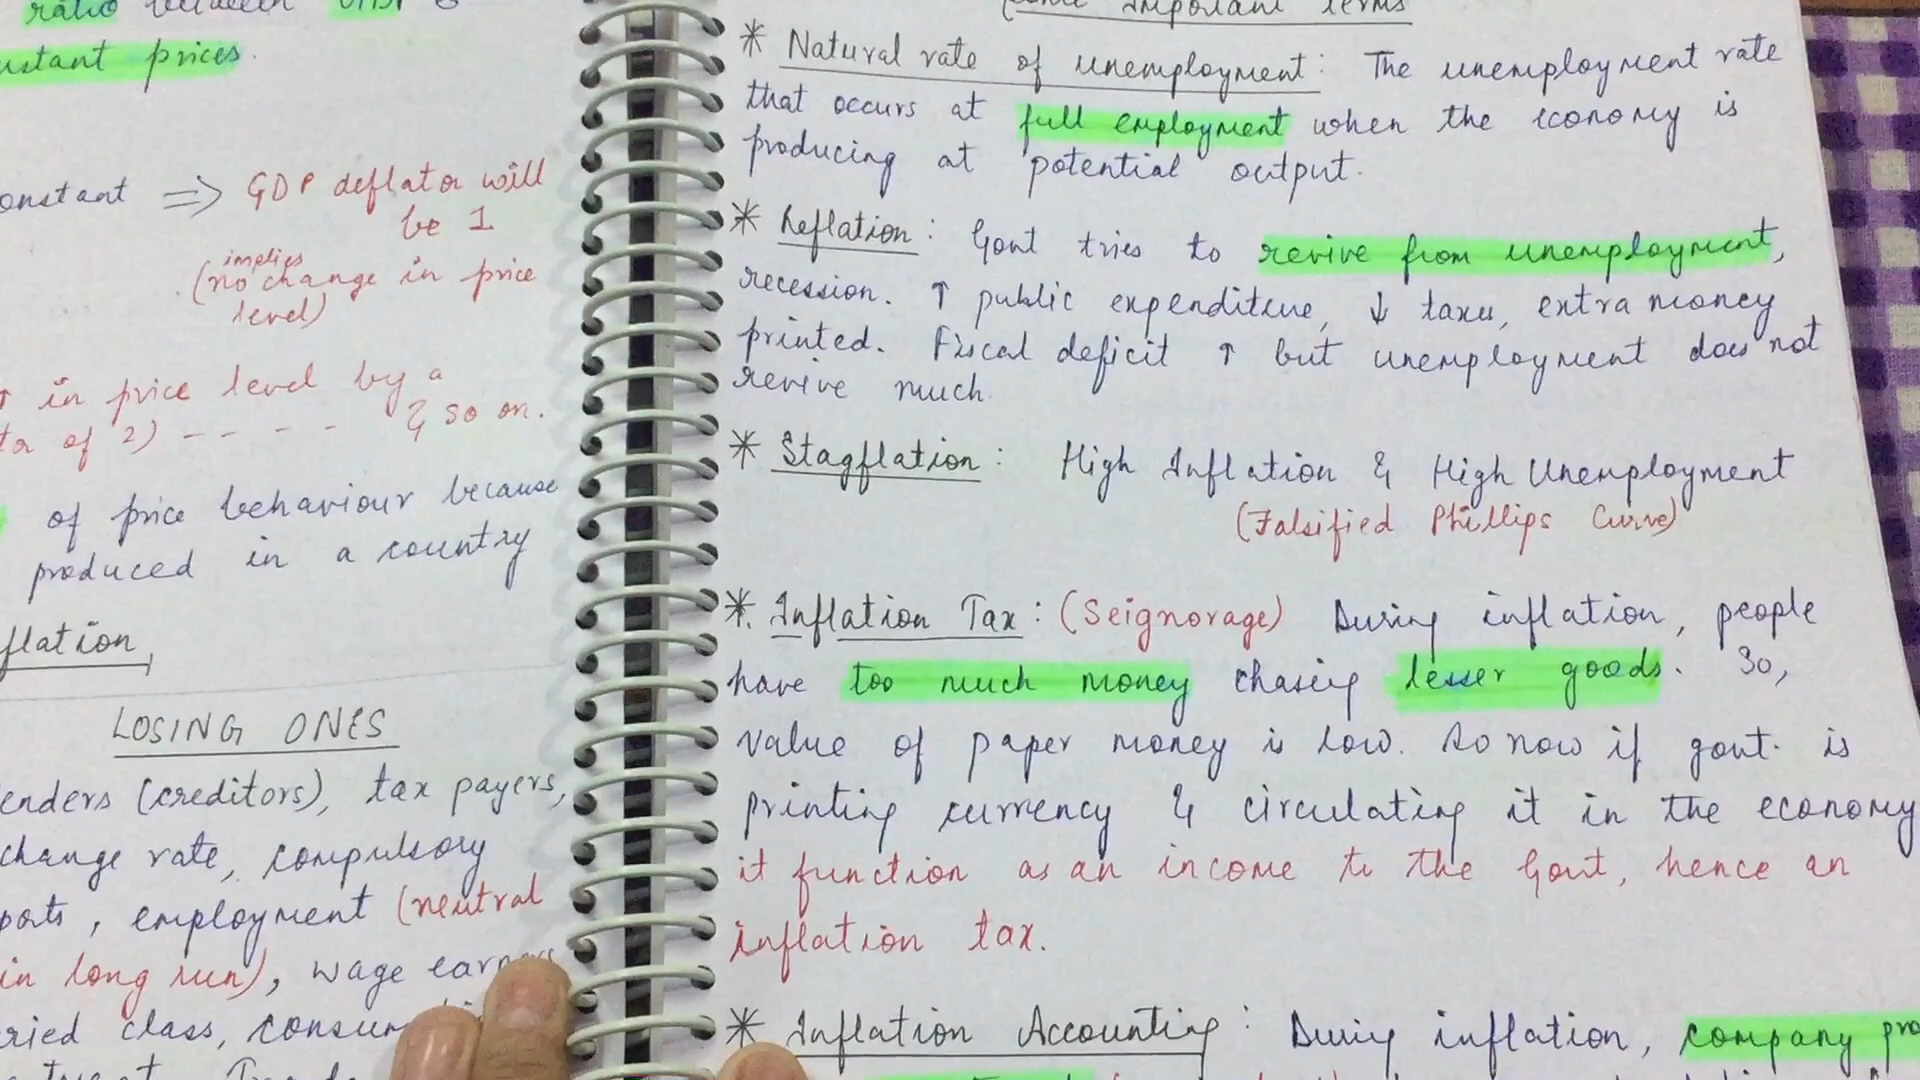 ratio between
nstant prices.
onstant ⇒ GDP deflator will
be 1
implies
(no change in price
level)
↑ in price level by a
tor of 2) - - - - - & so on.
of price behaviour because
produced in a country
flation,
LOSING ONES
enders (creditors), tax payers,
change rate, compulsory
ports, employment (neutral
in long run), wage earners
ried class, consum
Some important terms
* Natural rate of unemployment: The unemployment rate
that occurs at full employment when the economy is
producing at potential output.
* Reflation: Govt tries to revive from unemployment,
recession. ↑ public expenditure, ↓ taxes, extra money
printed. Fiscal deficit ↑ but unemployment does not
revive much.
* Stagflation: High Inflation & High Unemployment
(Falsified Phillips Curve)
*. Inflation Tax: (Seignorage) During inflation, people
have too much money chasing lesser goods. So,
value of paper money is low. So now if govt. is
printing currency & circulating it in the economy
it function as an income to the Govt, hence an
inflation tax.
* Inflation Accounting: During inflation, company pro